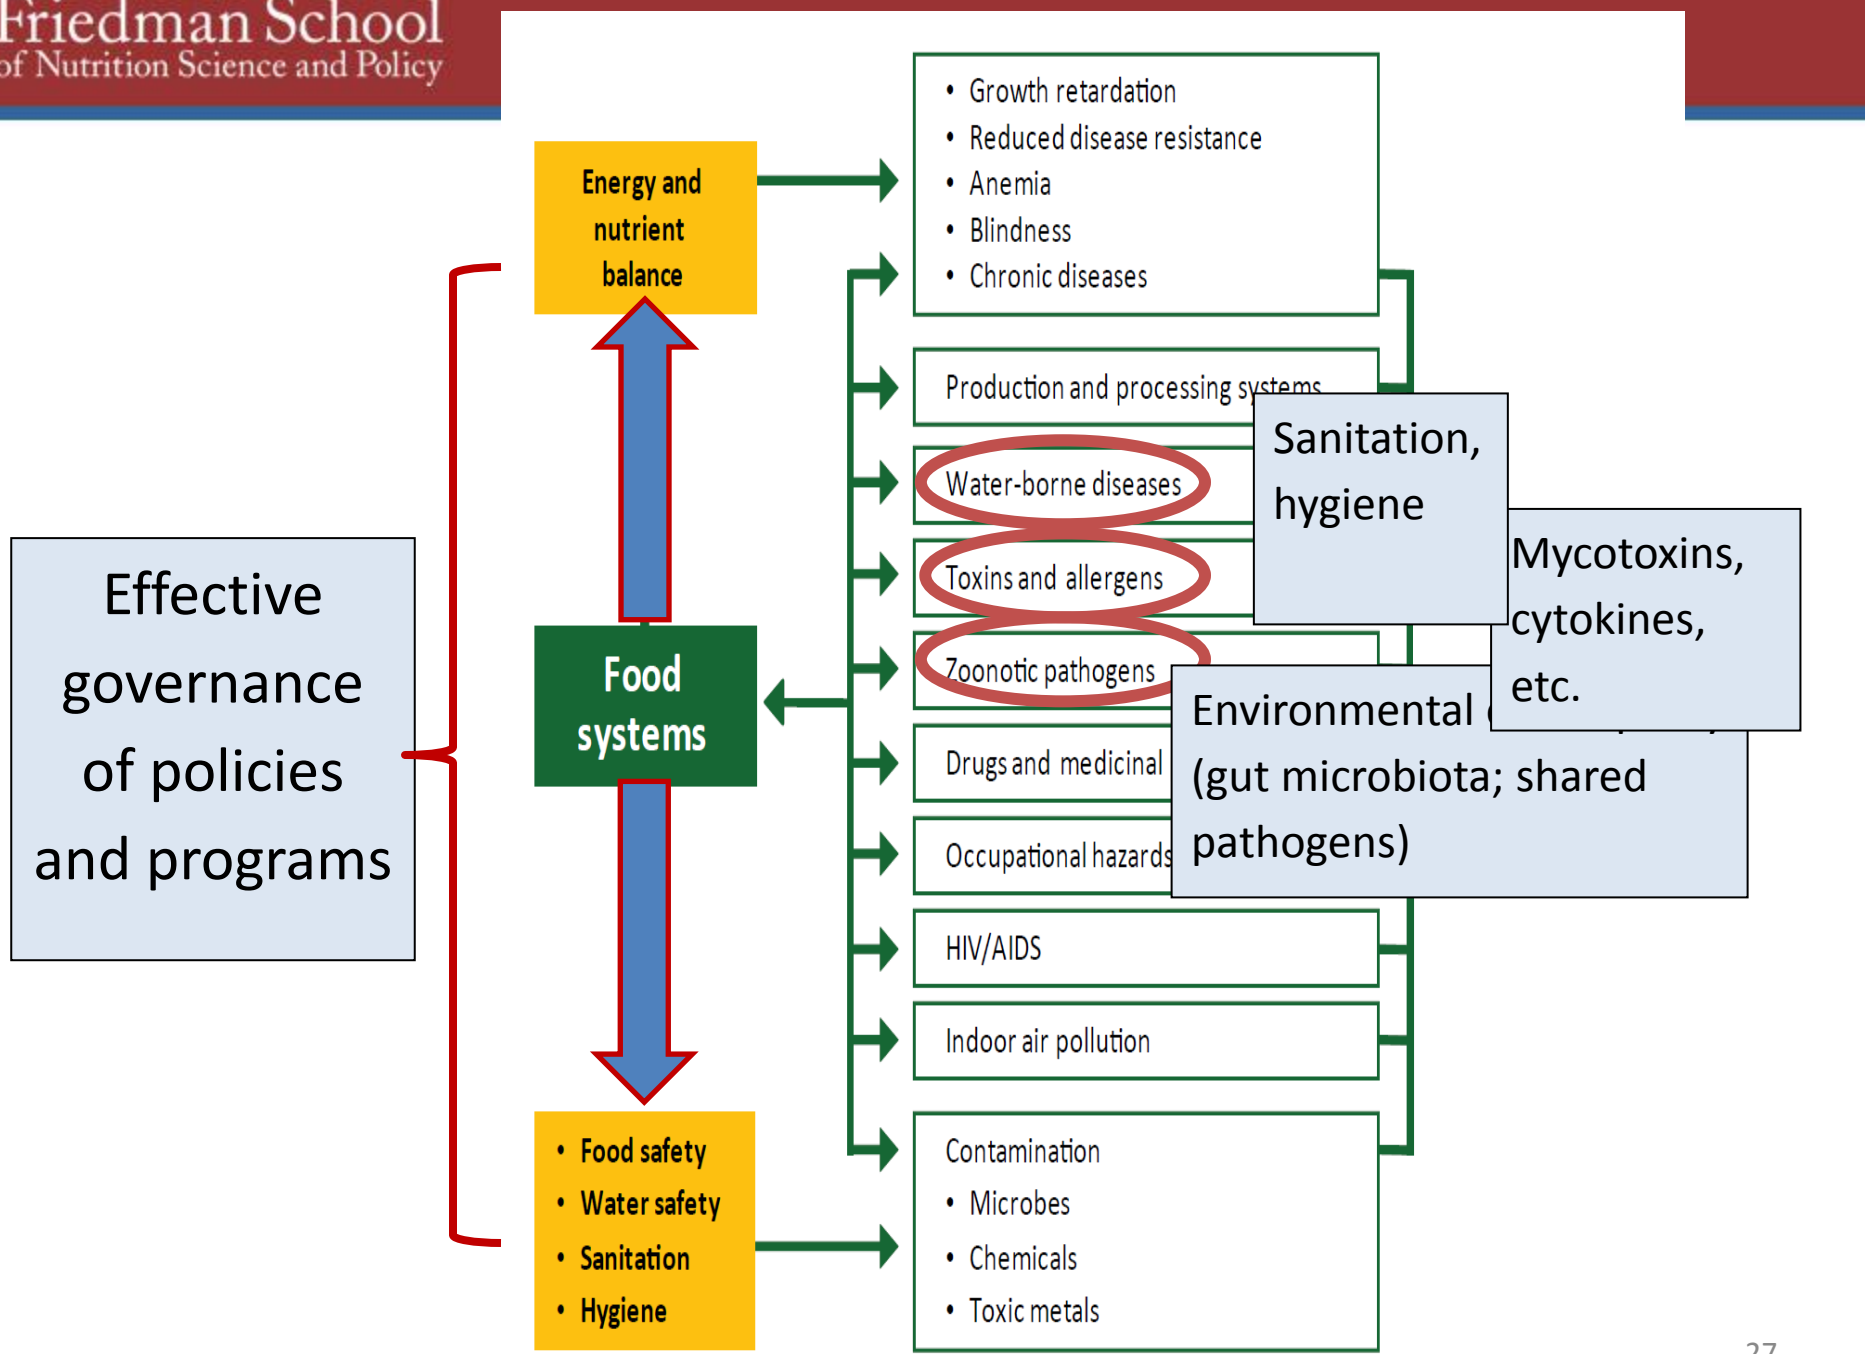 Friedman School
of Nutrition Science and Policy
Energy and
nutrient
balance
• Growth retardation
• Reduced disease resistance
• Anemia
• Blindness
• Chronic diseases
Production and processing systems
Water-borne diseases
Sanitation,
hygiene
Toxins and allergens
Mycotoxins,
cytokines,
etc.
Zoonotic pathogens
Environmental
(gut microbiota; shared
pathogens)
Effective
governance
of policies
and programs
Food
systems
Drugs and medicinal
Occupational hazards
HIV/AIDS
Indoor air pollution
• Food safety
• Water safety
• Sanitation
• Hygiene
Contamination
• Microbes
• Chemicals
• Toxic metals
27